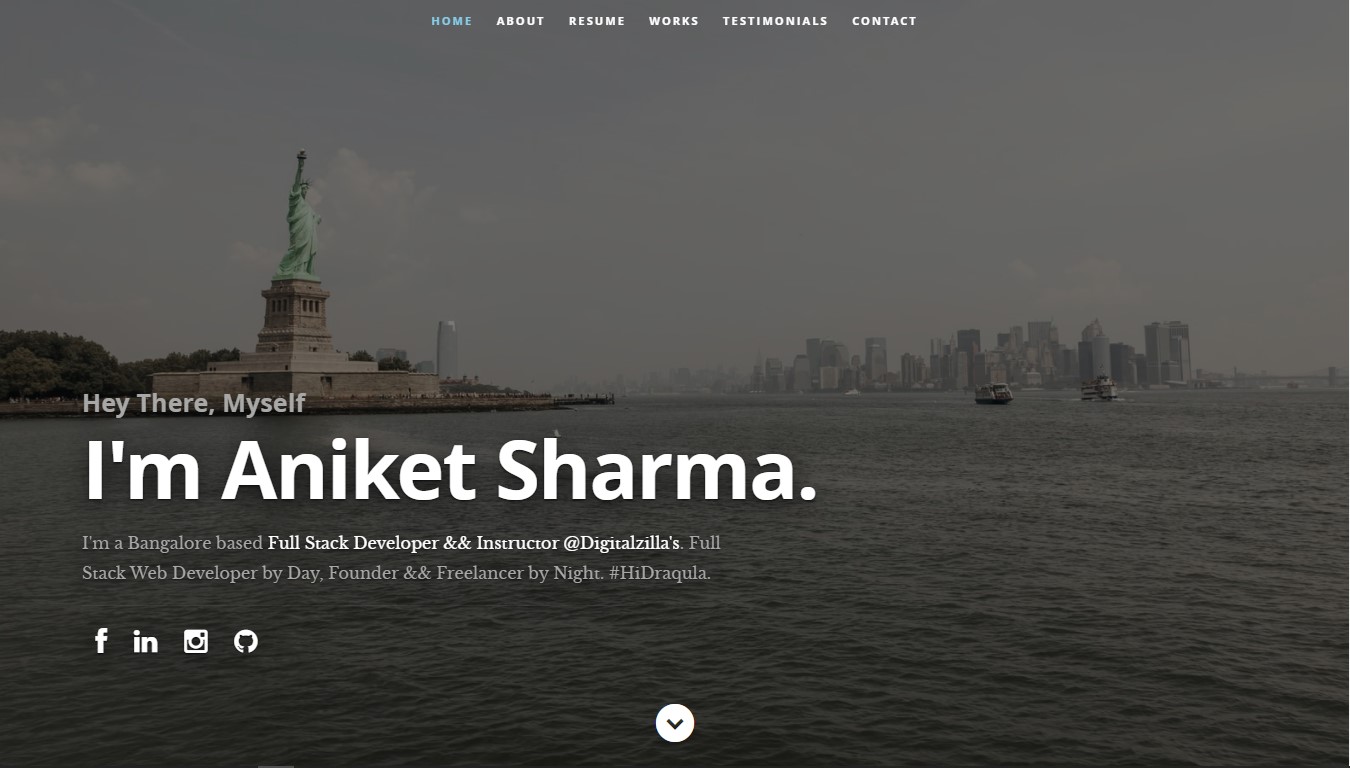 HOME ABOUT RESUME WORKS TESTIMONIALS CONTACT
Hey There, Myself
I'm Aniket Sharma.
I'm a Bangalore based Full Stack Developer && Instructor @Digitalzilla's. Full
Stack Web Developer by Day, Founder && Freelancer by Night. #HiDraqula.